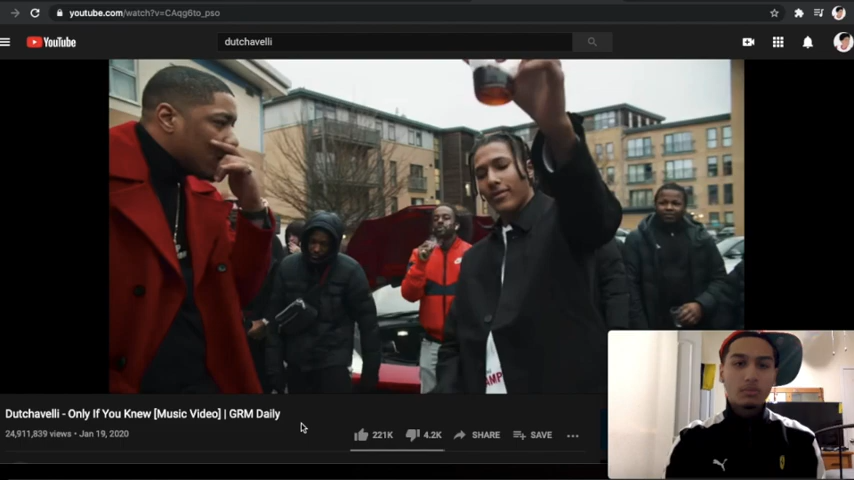 youtube.com/watch?v=CAqg6to_pso
YouTube
dutchavelli
AMP
Dutchavelli - Only If You Knew [Music Video] | GRM Daily
24,911,839 views • Jan 19, 2020
221K
4.2K
SHARE
SAVE